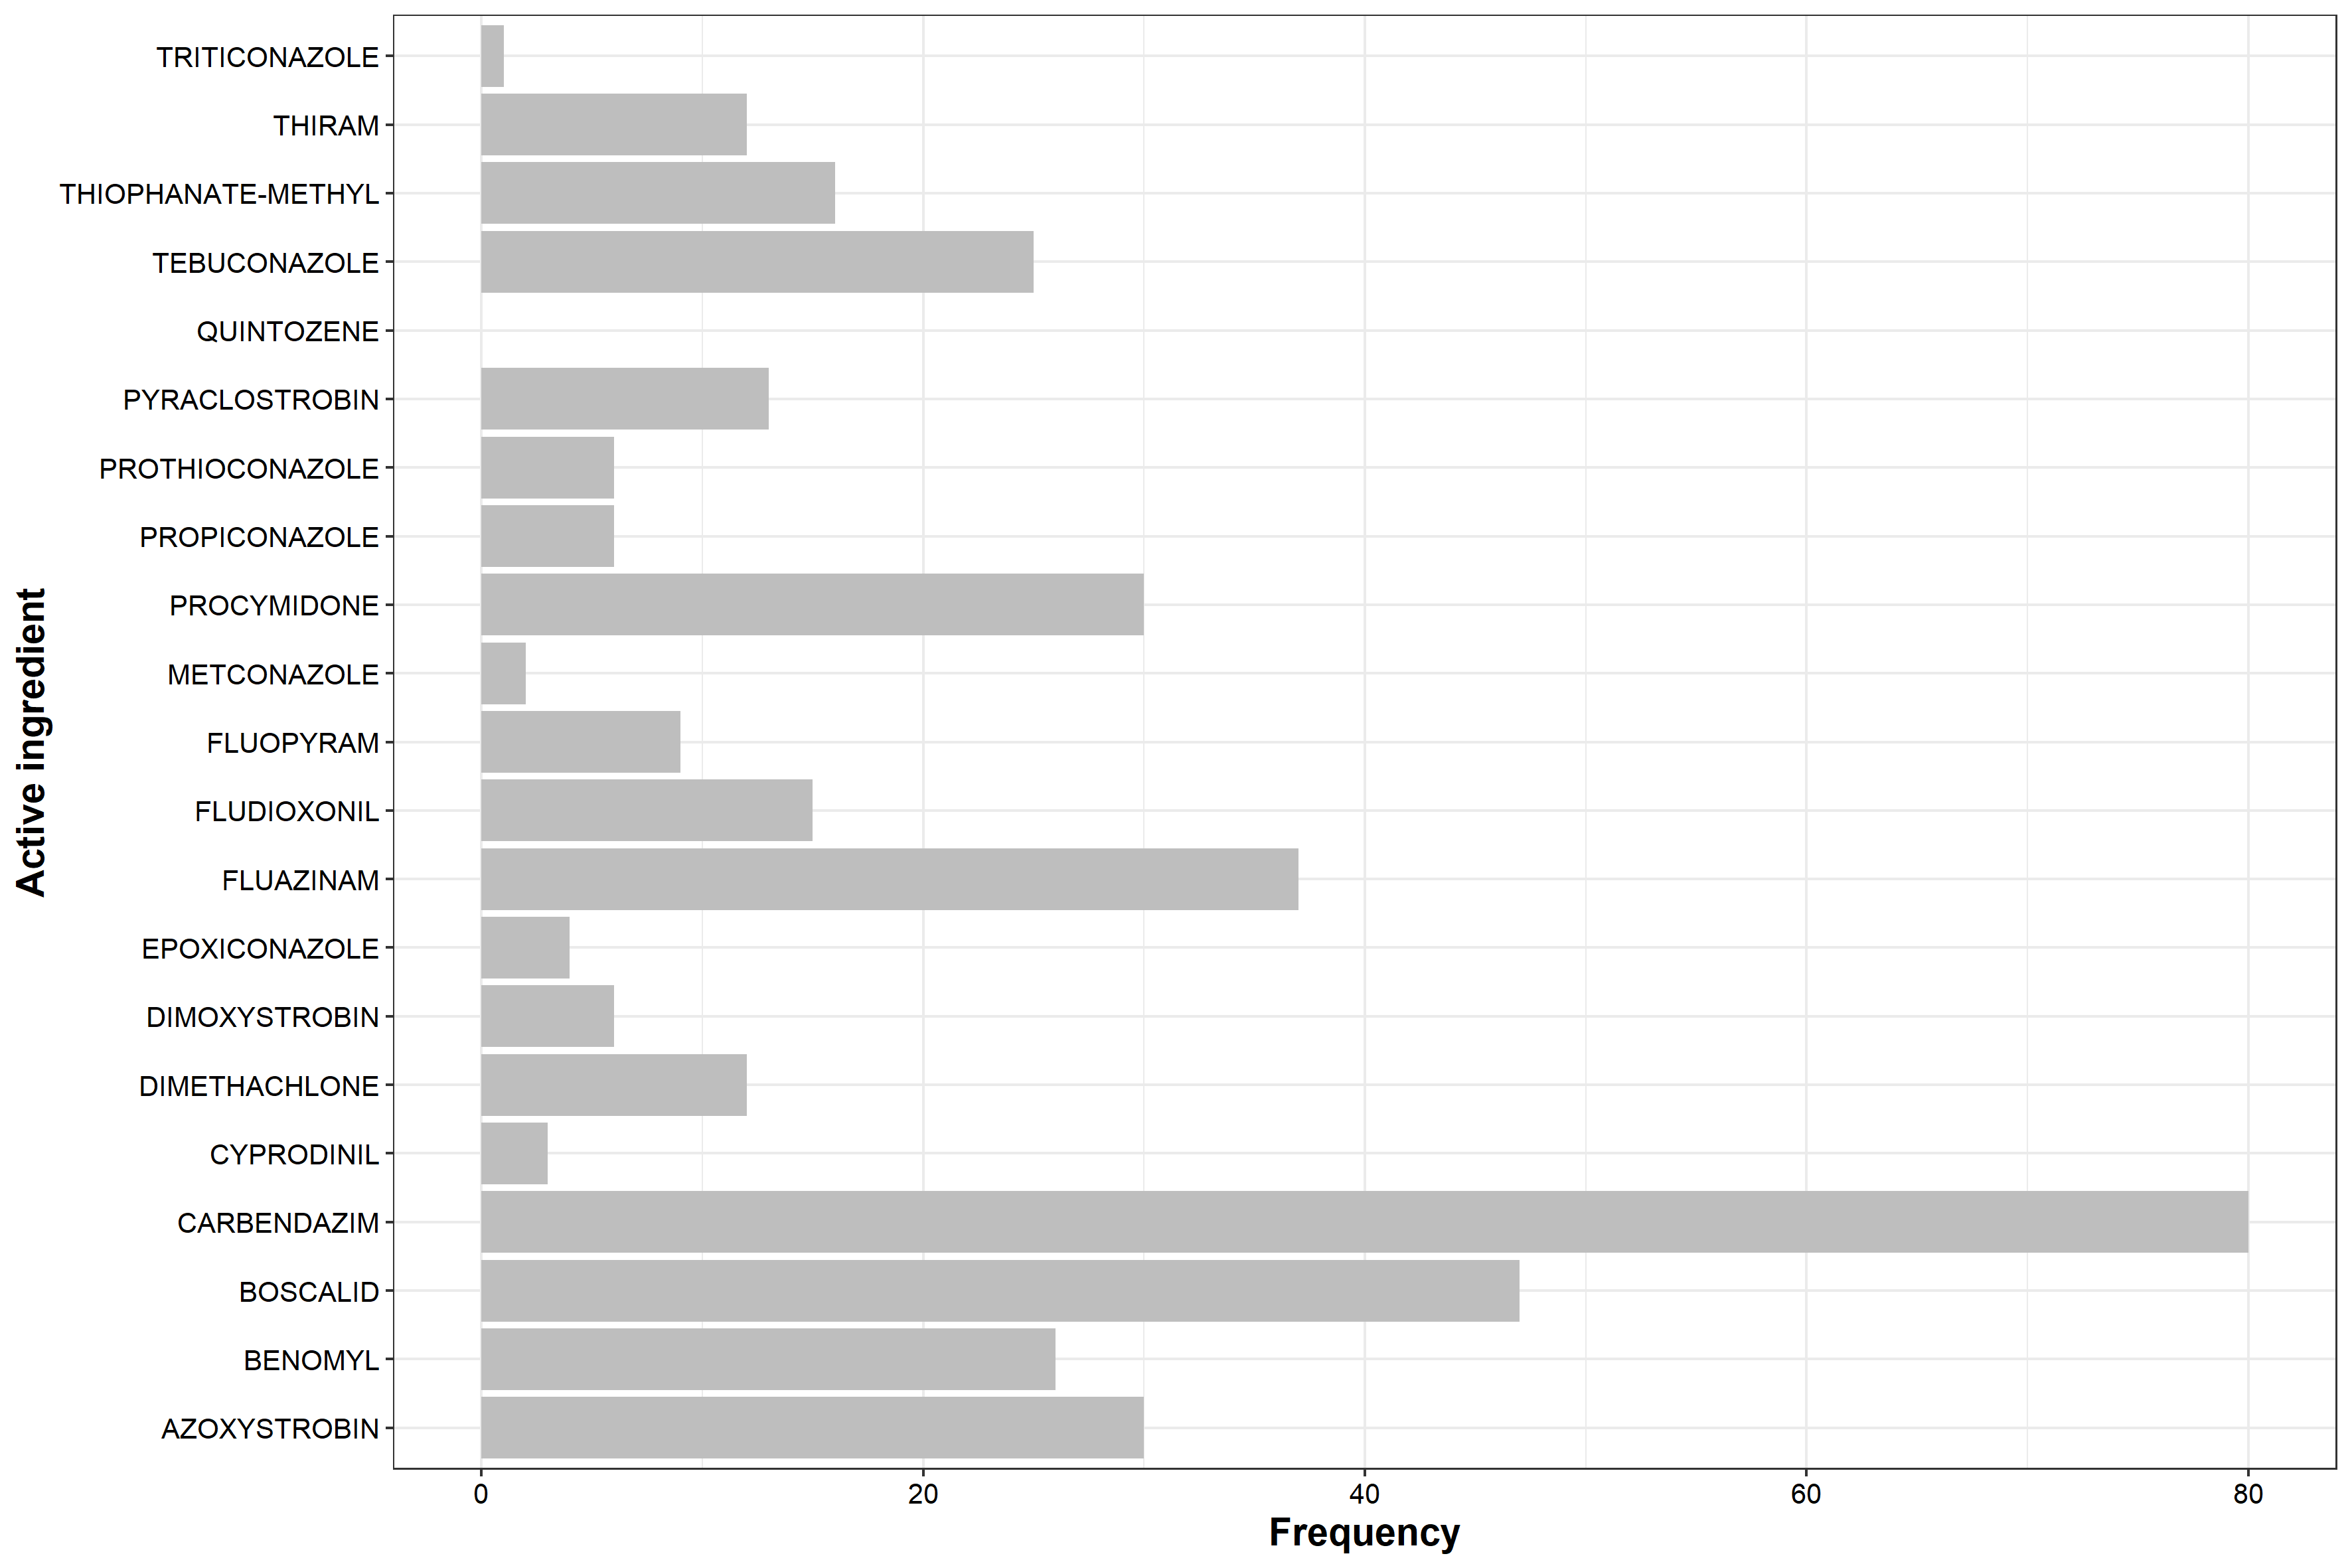 Active ingredient
TRITICONAZOLE
THIRAM
THIOPHANATE-METHYL
TEBUCONAZOLE
QUINTOZENE
PYRACLOSTROBIN
PROTHIOCONAZOLE
PROPICONAZOLE
PROCYMIDONE
METCONAZOLE
FLUOPYRAM
FLUDIOXONIL
FLUAZINAM
EPOXICONAZOLE
DIMOXYSTROBIN
DIMETHACHLONE
CYPRODINIL
CARBENDAZIM
BOSCALID
BENOMYL
AZOXYSTROBIN
0 20 40 60 80
Frequency